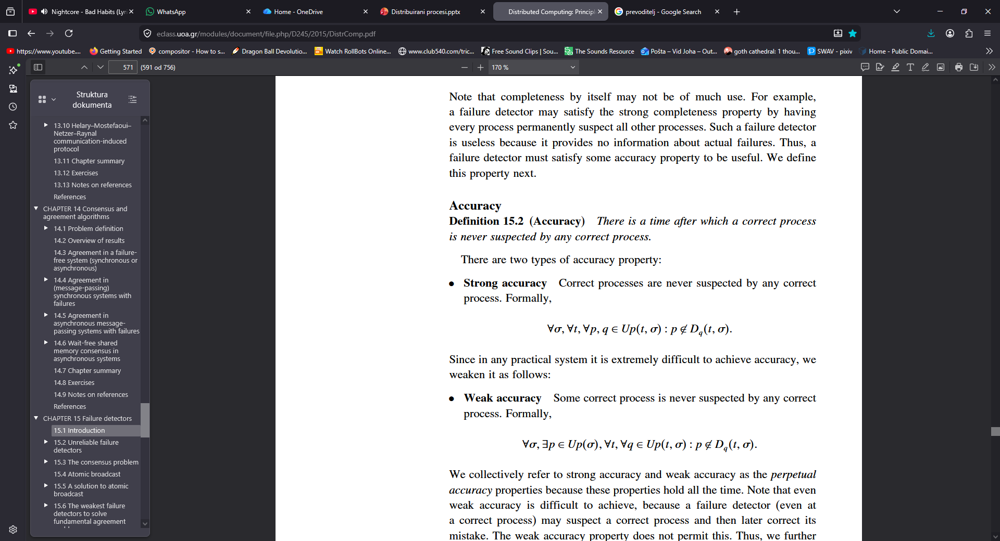 Nightcore - Bad Habits (Lyri
WhatsApp
Home - OneDrive
Distribuirani procesi.pptx
Distributed Computing: Princip
prevoditelj - Google Search
eclass.uoa.gr/modules/document/file.php/D245/2015/DistrComp.pdf
https://www.youtube....
Getting Started
compositor - How to s...
Dragon Ball Devolutio...
Watch RollBots Online...
www.club540.com/tric...
Free Sound Clips | Sou...
The Sounds Resource
Pošta – Vid Joha – Out...
goth cathedral: 1 thou...
SWAV - pixiv
Home - Public Domai...
571 (591 od 756)
170 %
Struktura
dokumenta
13.10 Helary–Mostefaoui–
Netzer–Raynal
communication-induced
protocol
13.11 Chapter summary
13.12 Exercises
13.13 Notes on references
References
CHAPTER 14 Consensus and
agreement algorithms
14.1 Problem definition
14.2 Overview of results
14.3 Agreement in a failure-
free system (synchronous or
asynchronous)
14.4 Agreement in
(message-passing)
synchronous systems with
failures
14.5 Agreement in
asynchronous message-
passing systems with failures
14.6 Wait-free shared
memory consensus in
asynchronous systems
14.7 Chapter summary
14.8 Exercises
14.9 Notes on references
References
CHAPTER 15 Failure detectors
15.1 Introduction
15.2 Unreliable failure
detectors
15.3 The consensus problem
15.4 Atomic broadcast
15.5 A solution to atomic
broadcast
15.6 The weakest failure
detectors to solve
fundamental agreement
Note that completeness by itself may not be of much use. For example,
a failure detector may satisfy the strong completeness property by having
every process permanently suspect all other processes. Such a failure detector
is useless because it provides no information about actual failures. Thus, a
failure detector must satisfy some accuracy property to be useful. We define
this property next.
Accuracy
Definition 15.2 (Accuracy) There is a time after which a correct process
is never suspected by any correct process.
There are two types of accuracy property:
• Strong accuracy Correct processes are never suspected by any correct
process. Formally,
∀σ, ∀t, ∀p, q ∈ Up(t, σ) : p ∉ D_q(t, σ).
Since in any practical system it is extremely difficult to achieve accuracy, we
weaken it as follows:
• Weak accuracy Some correct process is never suspected by any correct
process. Formally,
∀σ, ∃p ∈ Up(σ), ∀t, ∀q ∈ Up(t, σ) : p ∉ D_q(t, σ).
We collectively refer to strong accuracy and weak accuracy as the perpetual
accuracy properties because these properties hold all the time. Note that even
weak accuracy is difficult to achieve, because a failure detector (even at
a correct process) may suspect a correct process and then later correct its
mistake. The weak accuracy property does not permit this. Thus, we further